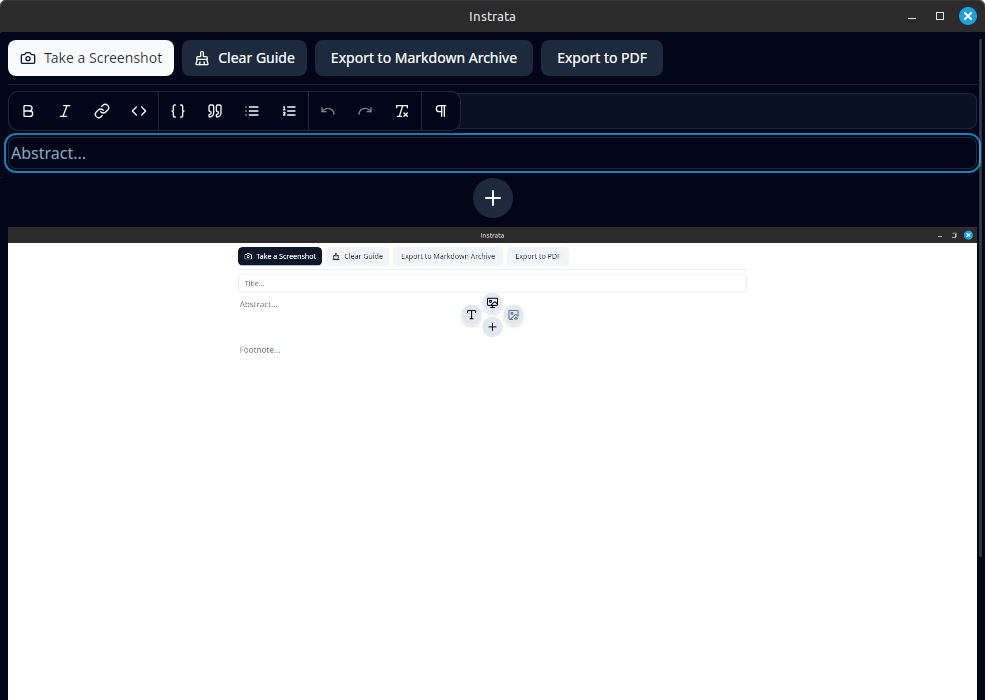 Instrata
Take a Screenshot Clear Guide Export to Markdown Archive Export to PDF
Abstract...
Instrata
Take a Screenshot Clear Guide Export to Markdown Archive Export to PDF
Title...
Abstract...
Footnote...